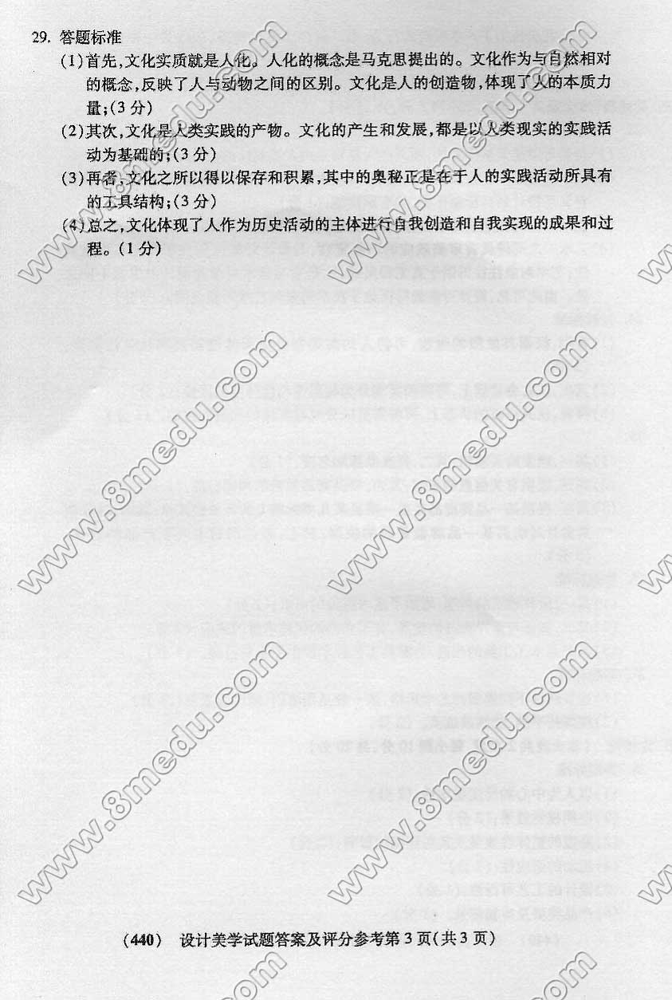 29. 答题标准
(1)首先,文化实质就是人化。人化的概念是马克思提出的。文化作为与自然相对
的概念,反映了人与动物之间的区别。文化是人的创造物,体现了人的本质力
量;(3 分)
(2)其次,文化是人类实践的产物。文化的产生和发展,都是以人类现实的实践活
动为基础的;(3 分)
(3)再者,文化之所以得以保存和积累,其中的奥秘正是在于人的实践活动所具有
的工具结构;(3 分)
(4)总之,文化体现了人作为历史活动的主体进行自我创造和自我实现的成果和过
程。(1 分)
(440) 设计美学试题答案及评分参考第 3 页(共 3 页)
www.8medu.com
www.8medu.com
www.8medu.com
www.8medu.com
www.8medu.com
www.8medu.com